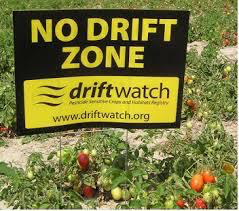 NO DRIFT
ZONE
driftwatch
Pesticide Sensitive Crops and Habitats Registry
www.driftwatch.org